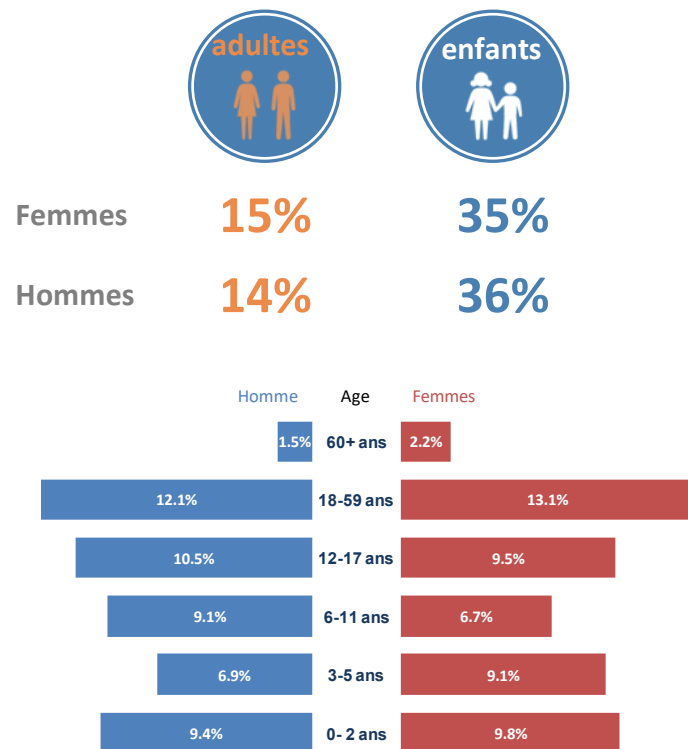 adultes enfants
Femmes 15% 35%
Hommes 14% 36%
Homme Age Femmes
1.5% 60+ ans 2.2%
12.1% 18-59 ans 13.1%
10.5% 12-17 ans 9.5%
9.1% 6-11 ans 6.7%
6.9% 3-5 ans 9.1%
9.4% 0- 2 ans 9.8%